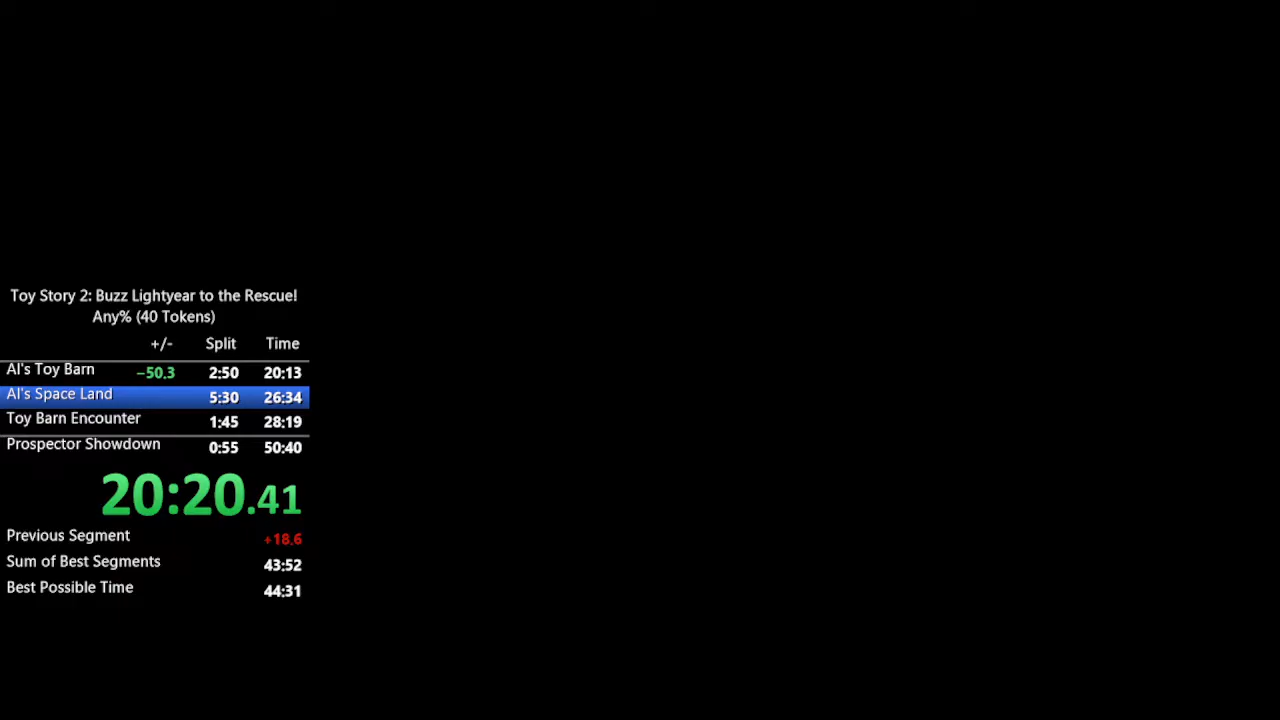 Toy Story 2: Buzz Lightyear to the Rescue!
Any% (40 Tokens)
+/- Split Time
Al's Toy Barn −50.3 2:50 20:13
Al's Space Land 5:30 26:34
Toy Barn Encounter 1:45 28:19
Prospector Showdown 0:55 50:40
20:20.41
Previous Segment +18.6
Sum of Best Segments 43:52
Best Possible Time 44:31